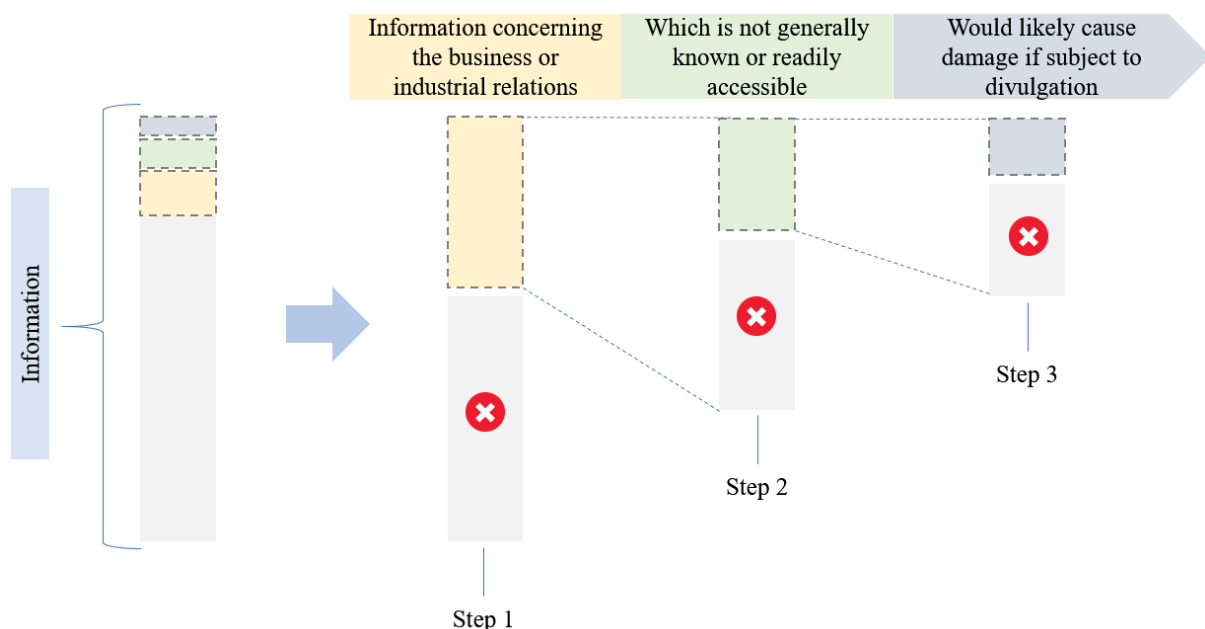 Information concerning
the business or
industrial relations
Which is not generally
known or readily
accessible
Would likely cause
damage if subject to
divulgation
Information
Step 1
Step 2
Step 3